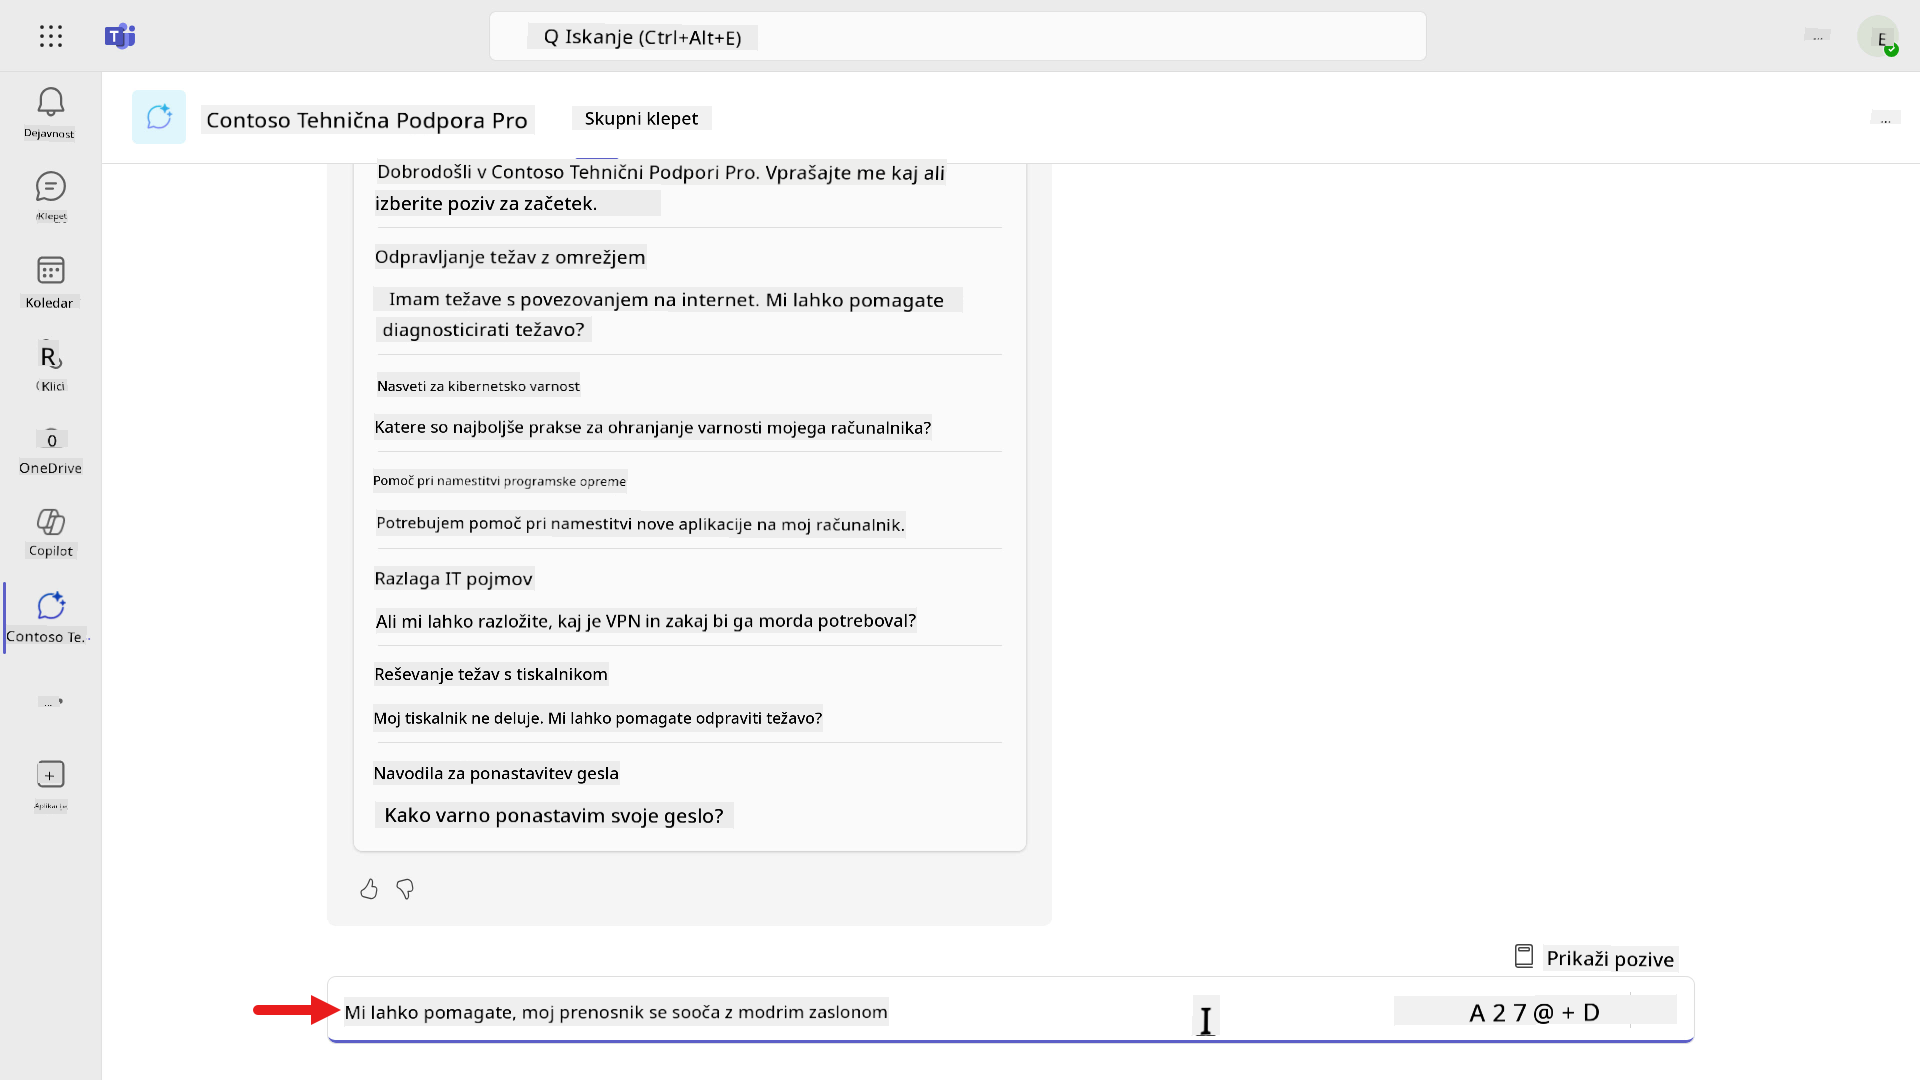 Q Iskanje (Ctrl+Alt+E)
...
E
Contoso Tehnična Podpora Pro
Skupni klepet
...
Dejavnost
Klepet
Koledar
R
Klici
0
OneDrive
Copilot
Contoso Te...
...
+
Aplikacije
Dobrodošli v Contoso Tehnični Podpori Pro. Vprašajte me kaj ali
izberite poziv za začetek.
Odpravljanje težav z omrežjem
Imam težave s povezovanjem na internet. Mi lahko pomagate
diagnosticirati težavo?
Nasveti za kibernetsko varnost
Katere so najboljše prakse za ohranjanje varnosti mojega računalnika?
Pomoč pri namestitvi programske opreme
Potrebujem pomoč pri namestitvi nove aplikacije na moj računalnik.
Razlaga IT pojmov
Ali mi lahko razložite, kaj je VPN in zakaj bi ga morda potreboval?
Reševanje težav s tiskalnikom
Moj tiskalnik ne deluje. Mi lahko pomagate odpraviti težavo?
Navodila za ponastavitev gesla
Kako varno ponastavim svoje geslo?
Prikaži pozive
Mi lahko pomagate, moj prenosnik se sooča z modrim zaslonom
I
A 2 7 @ + D